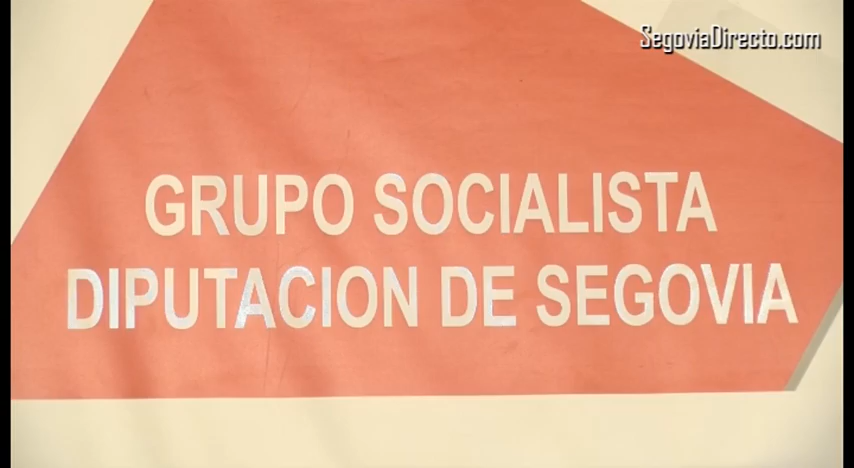 SegoviaDirecto.com
GRUPO SOCIALISTA
DIPUTACION DE SEGOVIA